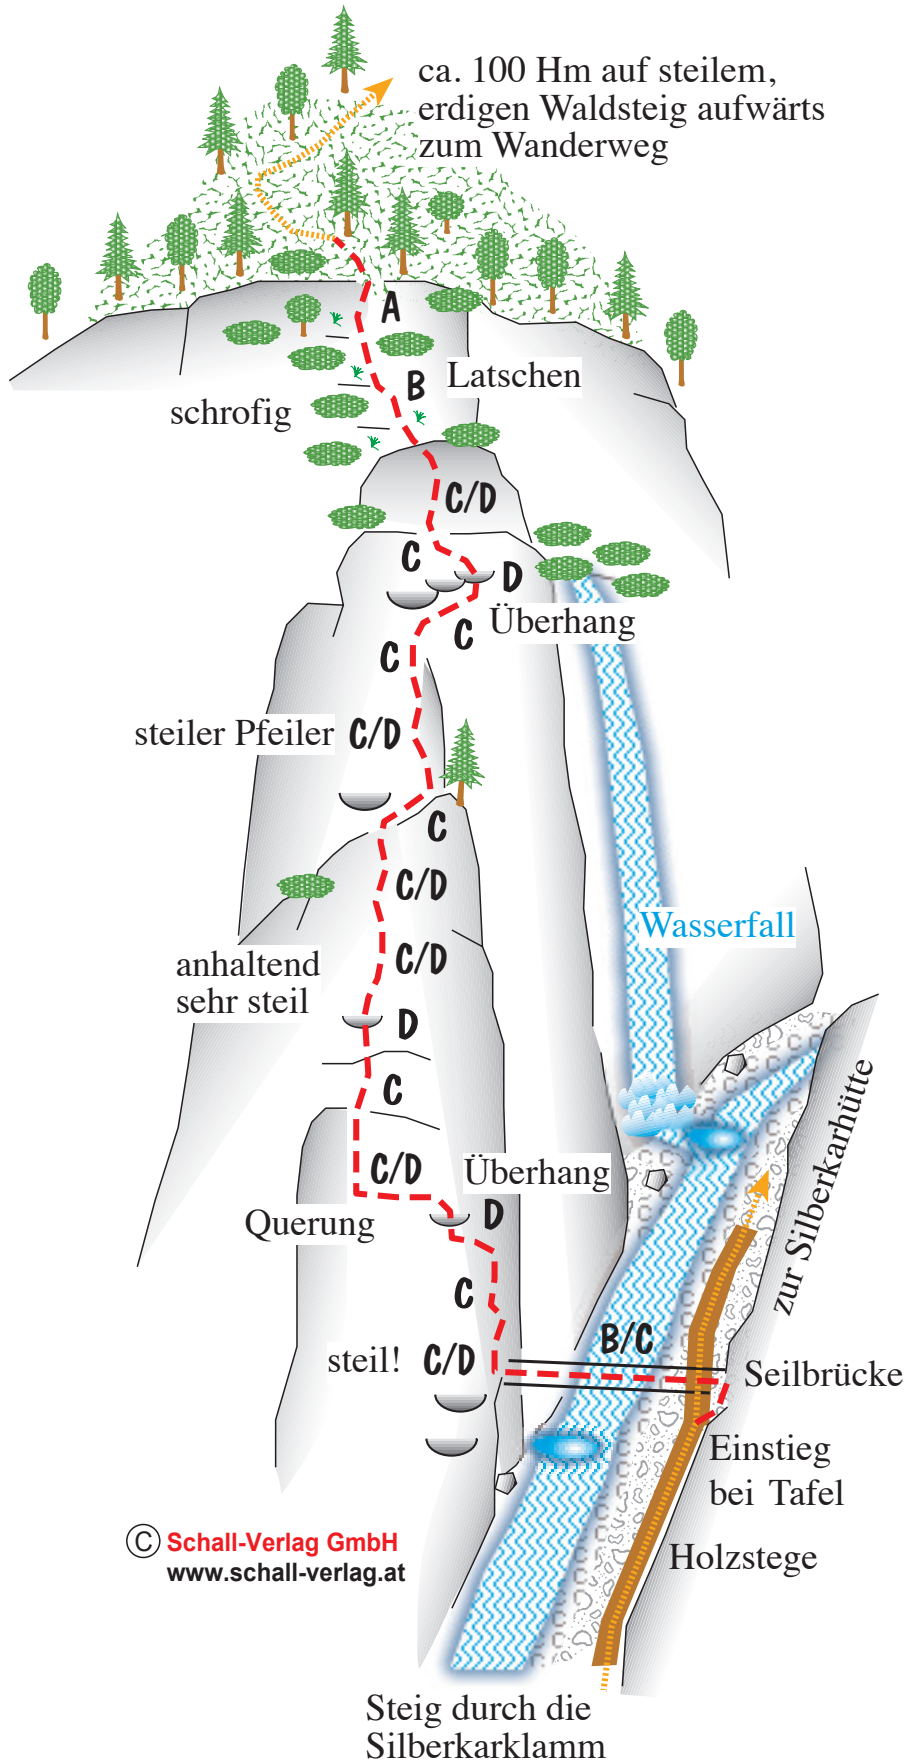 ca. 100 Hm auf steilem,
erdigen Waldsteig aufwärts
zum Wanderweg
A
Latschen
B
schrofig
C/D
C
D
Überhang
C
C
steiler Pfeiler C/D
C
C/D
Wasserfall
C/D
anhaltend
sehr steil
D
C
zur Silberkarhütte
C/D
Überhang
D
Querung
C
B/C
steil! C/D
Seilbrücke
Einstieg
bei Tafel
© Schall-Verlag GmbH
www.schall-verlag.at
Holzstege
Steig durch die
Silberkarklamm